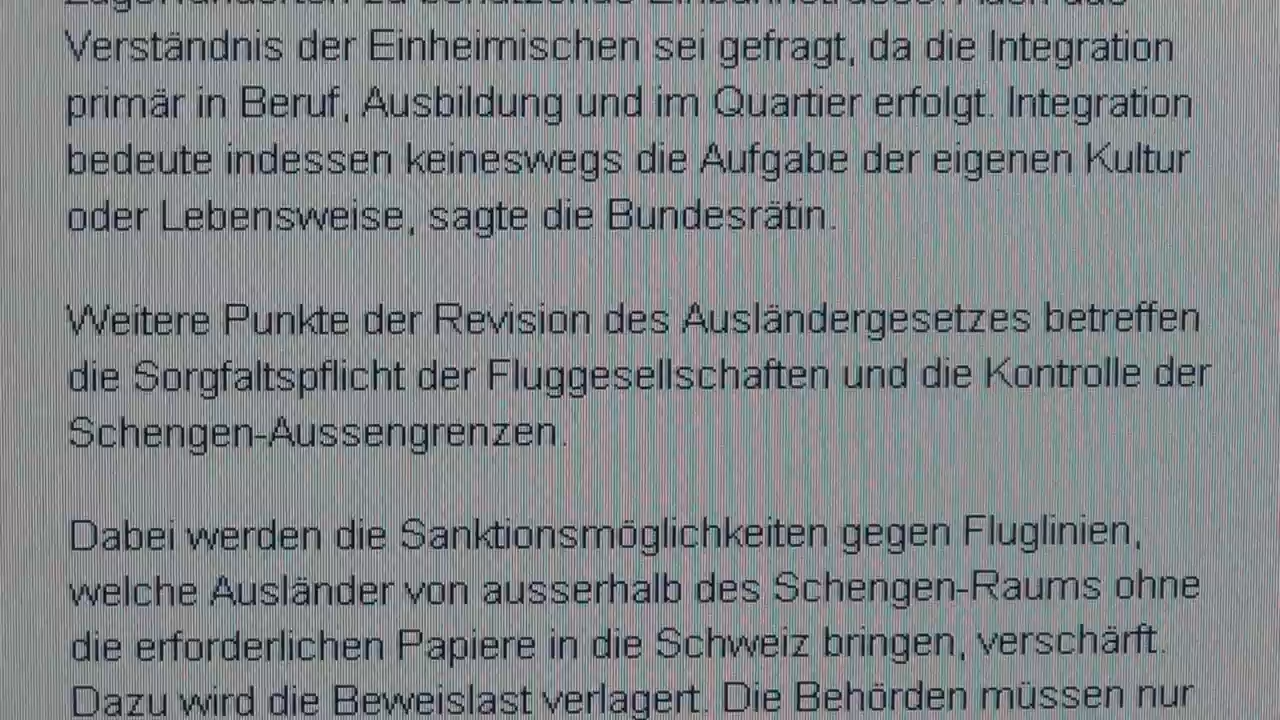 Verständnis der Einheimischen sei gefragt, da die Integration
primär in Beruf, Ausbildung und im Quartier erfolgt. Integration
bedeute indessen keineswegs die Aufgabe der eigenen Kultur
oder Lebensweise, sagte die Bundesrätin.
Weitere Punkte der Revision des Ausländergesetzes betreffen
die Sorgfaltspflicht der Fluggesellschaften und die Kontrolle der
Schengen-Aussengrenzen.
Dabei werden die Sanktionsmöglichkeiten gegen Fluglinien,
welche Ausländer von ausserhalb des Schengen-Raums ohne
die erforderlichen Papiere in die Schweiz bringen, verschärft.
Dazu wird die Beweislast verlagert. Die Behörden müssen nur